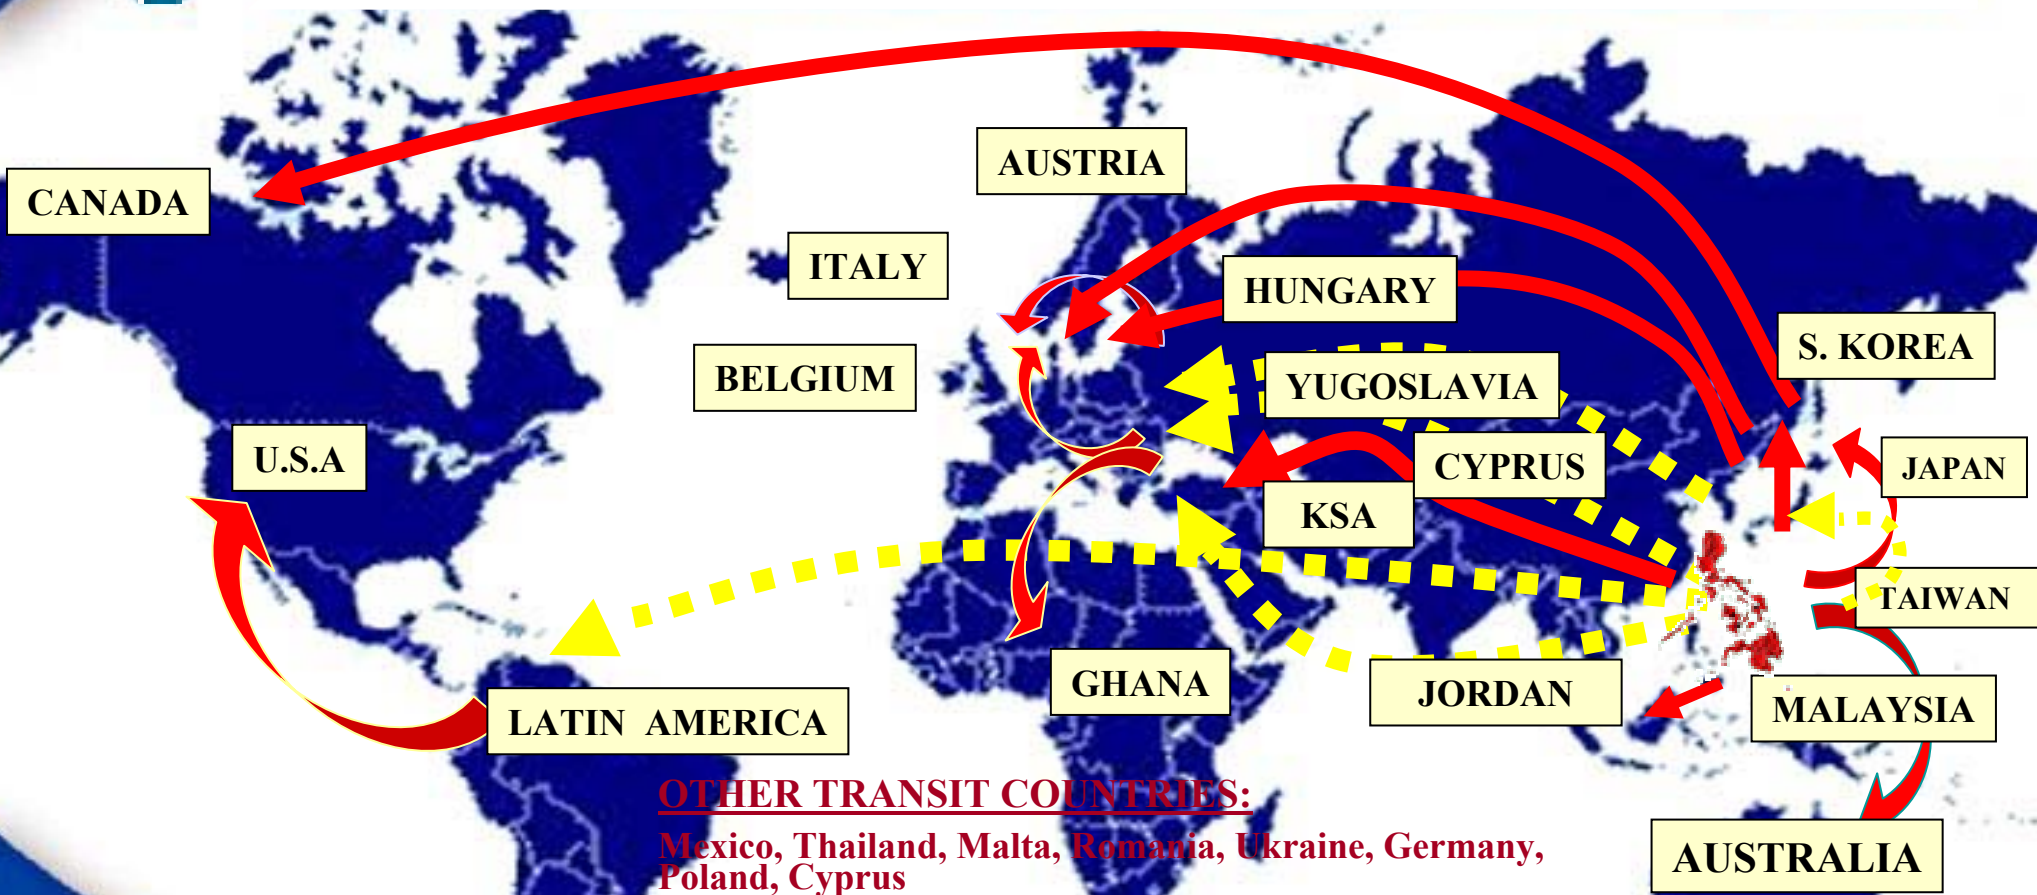 AUSTRIA
CANADA
ITALY
HUNGARY
S. KOREA
BELGIUM
YUGOSLAVIA
U.S.A
CYPRUS
JAPAN
KSA
TAIWAN
GHANA
JORDAN
LATIN AMERICA
MALAYSIA
OTHER TRANSIT COUNTRIES:
Mexico, Thailand, Malta, Romania, Ukraine, Germany,
Poland, Cyprus
AUSTRALIA